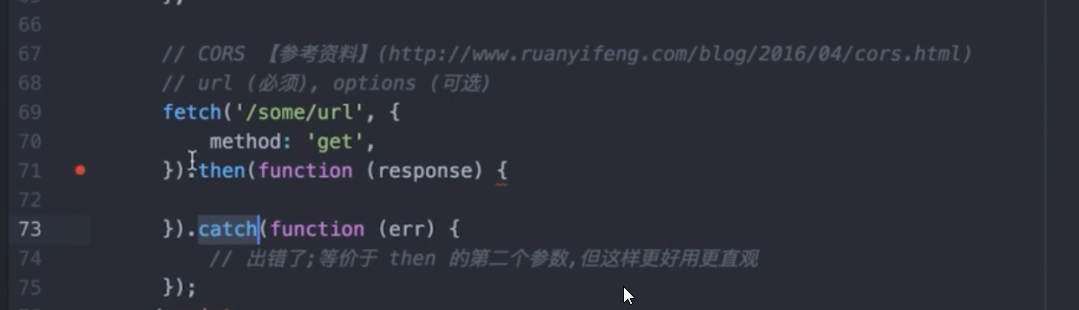 66
67 // CORS 【参考资料】(http://www.ruanyifeng.com/blog/2016/04/cors.html)
68 // url (必须), options (可选)
69 fetch('/some/url', {
70 method: 'get',
71 }).then(function (response) {
72
73 }).catch(function (err) {
74 // 出错了;等价于 then 的第二个参数,但这样更好用更直观
75 });